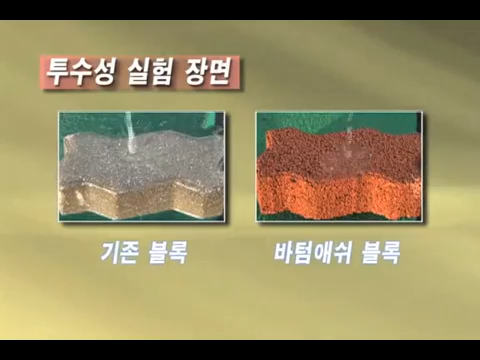 투수성 실험 장면
기존 블록
바텀애쉬 블록